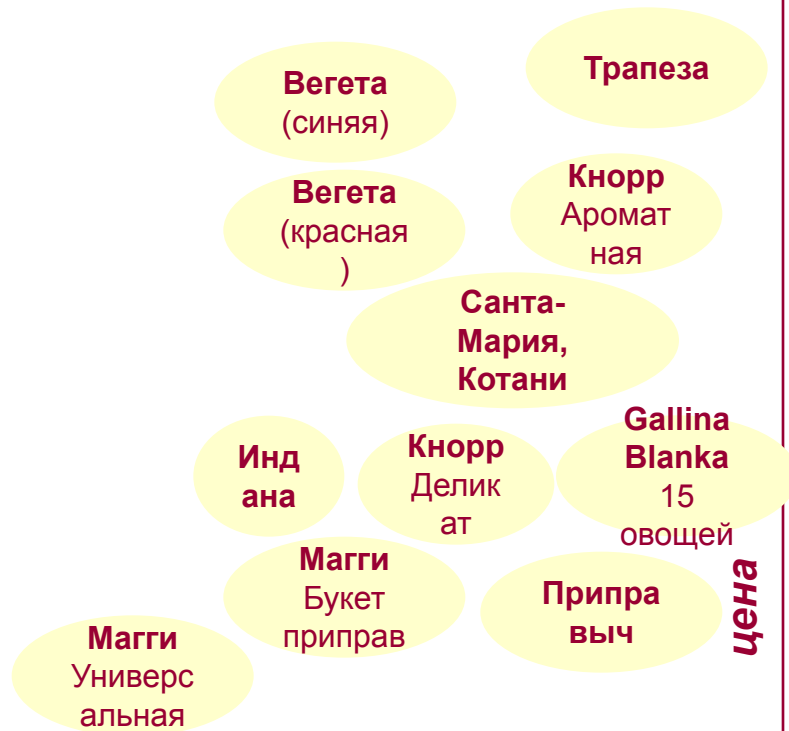 Трапеза
Вегета
(синяя)
Кнорр
Аромат
ная
Вегета
(красная
)
Санта-
Мария,
Котани
Gallina
Blanka
15
овощей
Инд
ана
Кнорр
Делик
ат
Магги
Букет
приправ
Припра
выч
цена
Магги
Универс
альная